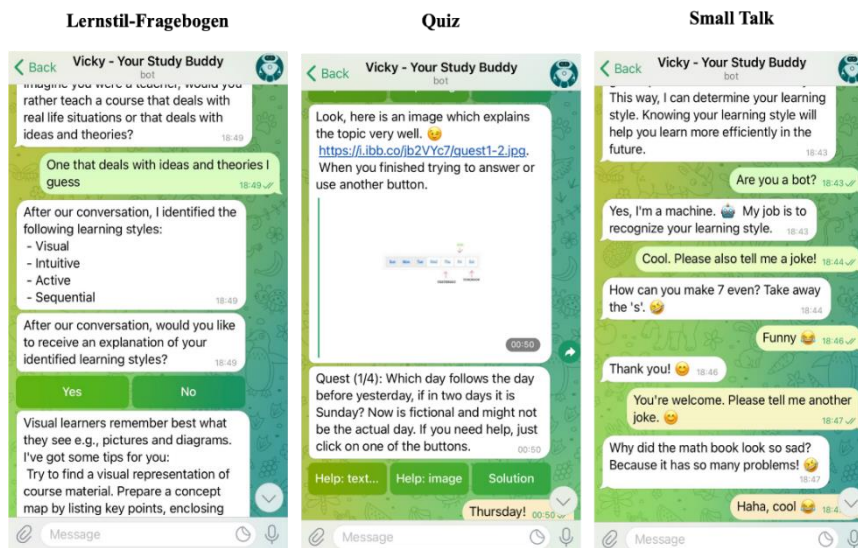 Lernstil-Fragebogen
Back
Vicky - Your Study Buddy
bot
imagine you were a teacher, would you
rather teach a course that deals with
real life situations or that deals with
ideas and theories?
18:49
One that deals with ideas and theories I
guess
18:49
After our conversation, I identified the
following learning styles:
- Visual
- Intuitive
- Active
- Sequential
18:49
After our conversation, would you like
to receive an explanation of your
identified learning styles?
18:49
Yes
No
Visual learners remember best what
they see e.g., pictures and diagrams.
I've got some tips for you:
Try to find a visual representation of
course material. Prepare a concept
map by listing key points, enclosing
Message
Quiz
Back
Vicky - Your Study Buddy
bot
Look, here is an image which explains
the topic very well. 😉
https://i.ibb.co/jb2VYc7/quest1-2.jpg.
When you finished trying to answer or
use another button.
Sun Mon Tue Wed Thu Fri Sat
00:50
Quest (1/4): Which day follows the day
before yesterday, if in two days it is
Sunday? Now is fictional and might not
be the actual day. If you need help, just
click on one of the buttons.
00:50
Help: text...
Help: image
Solution
Thursday!
00:50
Message
Small Talk
Back
Vicky - Your Study Buddy
bot
This way, I can determine your learning
style. Knowing your learning style will
help you learn more efficiently in the
future.
18:43
Are you a bot?
18:43
Yes, I'm a machine. 🤖 My job is to
recognize your learning style.
18:43
Cool. Please also tell me a joke!
18:44
How can you make 7 even? Take away
the 's'. 🤣
18:44
Funny 😂
18:46
Thank you! 😊
18:46
You're welcome. Please tell me another
joke. 😊
18:47
Why did the math book look so sad?
Because it has so many problems! 🤣
18:47
Haha, cool 😂
Message